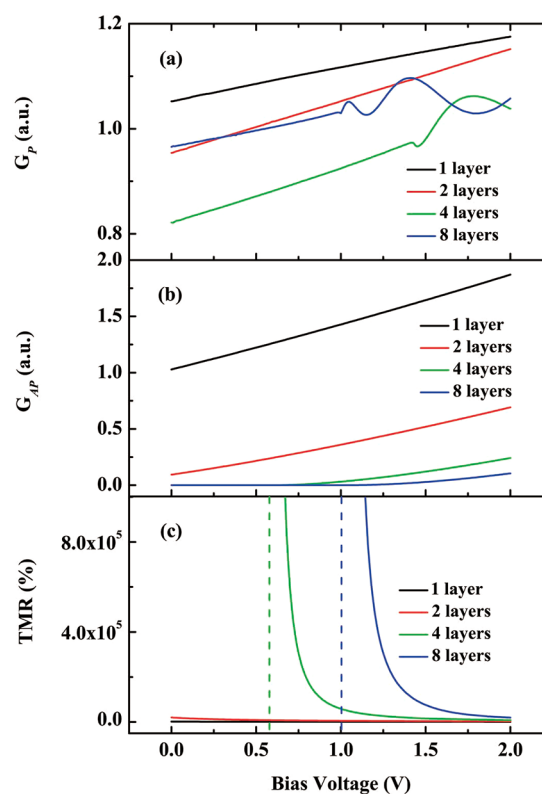 1.2
(a)
1.0
G_P (a.u.)
1 layer
2 layers
4 layers
8 layers
0.8
2.0
(b)
1.5
1 layer
2 layers
4 layers
8 layers
1.0
G_AP (a.u.)
0.5
0.0
(c)
8.0x10^5
1 layer
2 layers
4 layers
8 layers
4.0x10^5
TMR (%)
0.0
0.0 0.5 1.0 1.5 2.0
Bias Voltage (V)